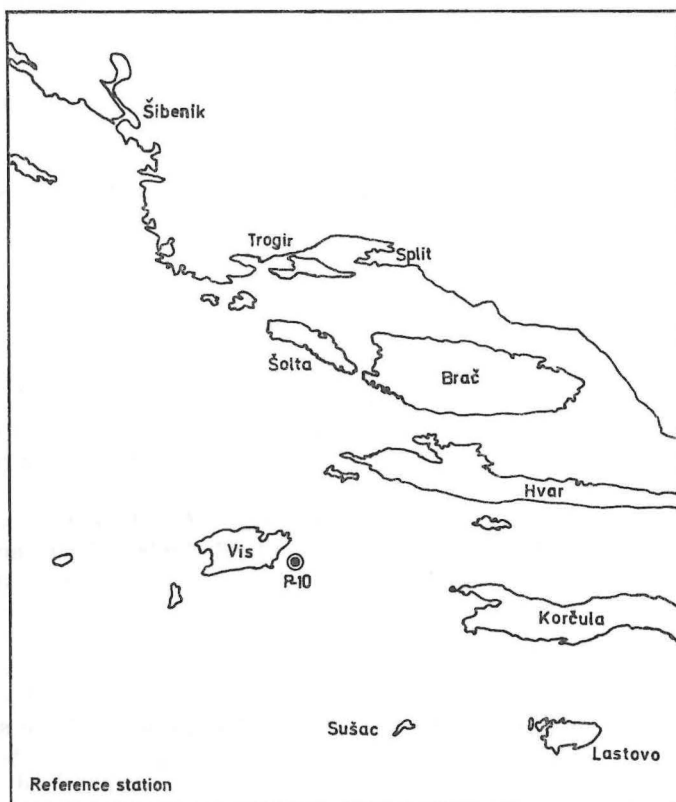 Šibenik
Trogir
Split
Šolta
Brač
Hvar
Vis
P-10
Korčula
Sušac
Lastovo
Reference station